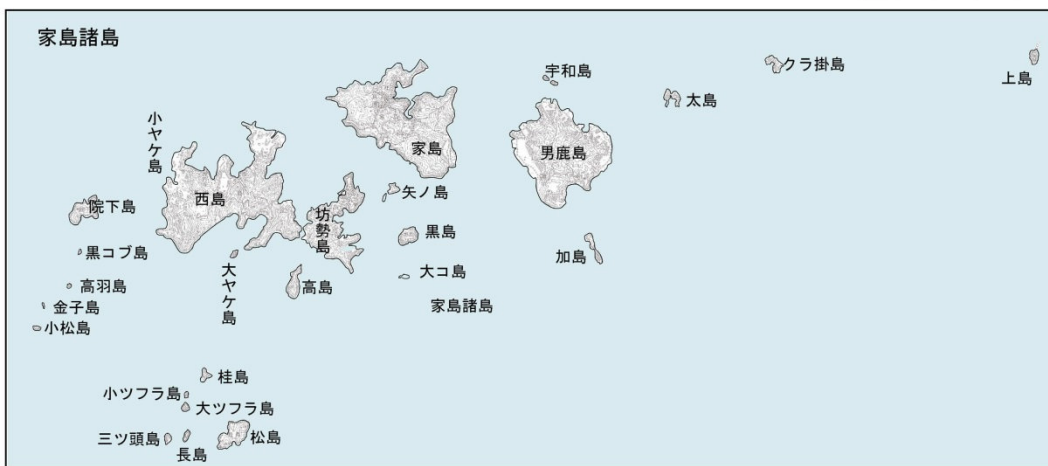 家島諸島
クラ掛島
上島
宇和島
太島
小ヤケ島
家島
男鹿島
矢ノ島
西島
院下島
坊勢島
黒島
黒コブ島
加島
大ヤケ島
大コ島
高島
高羽島
家島諸島
金子島
小松島
桂島
小ツフラ島
大ツフラ島
三ツ頭島
松島
長島